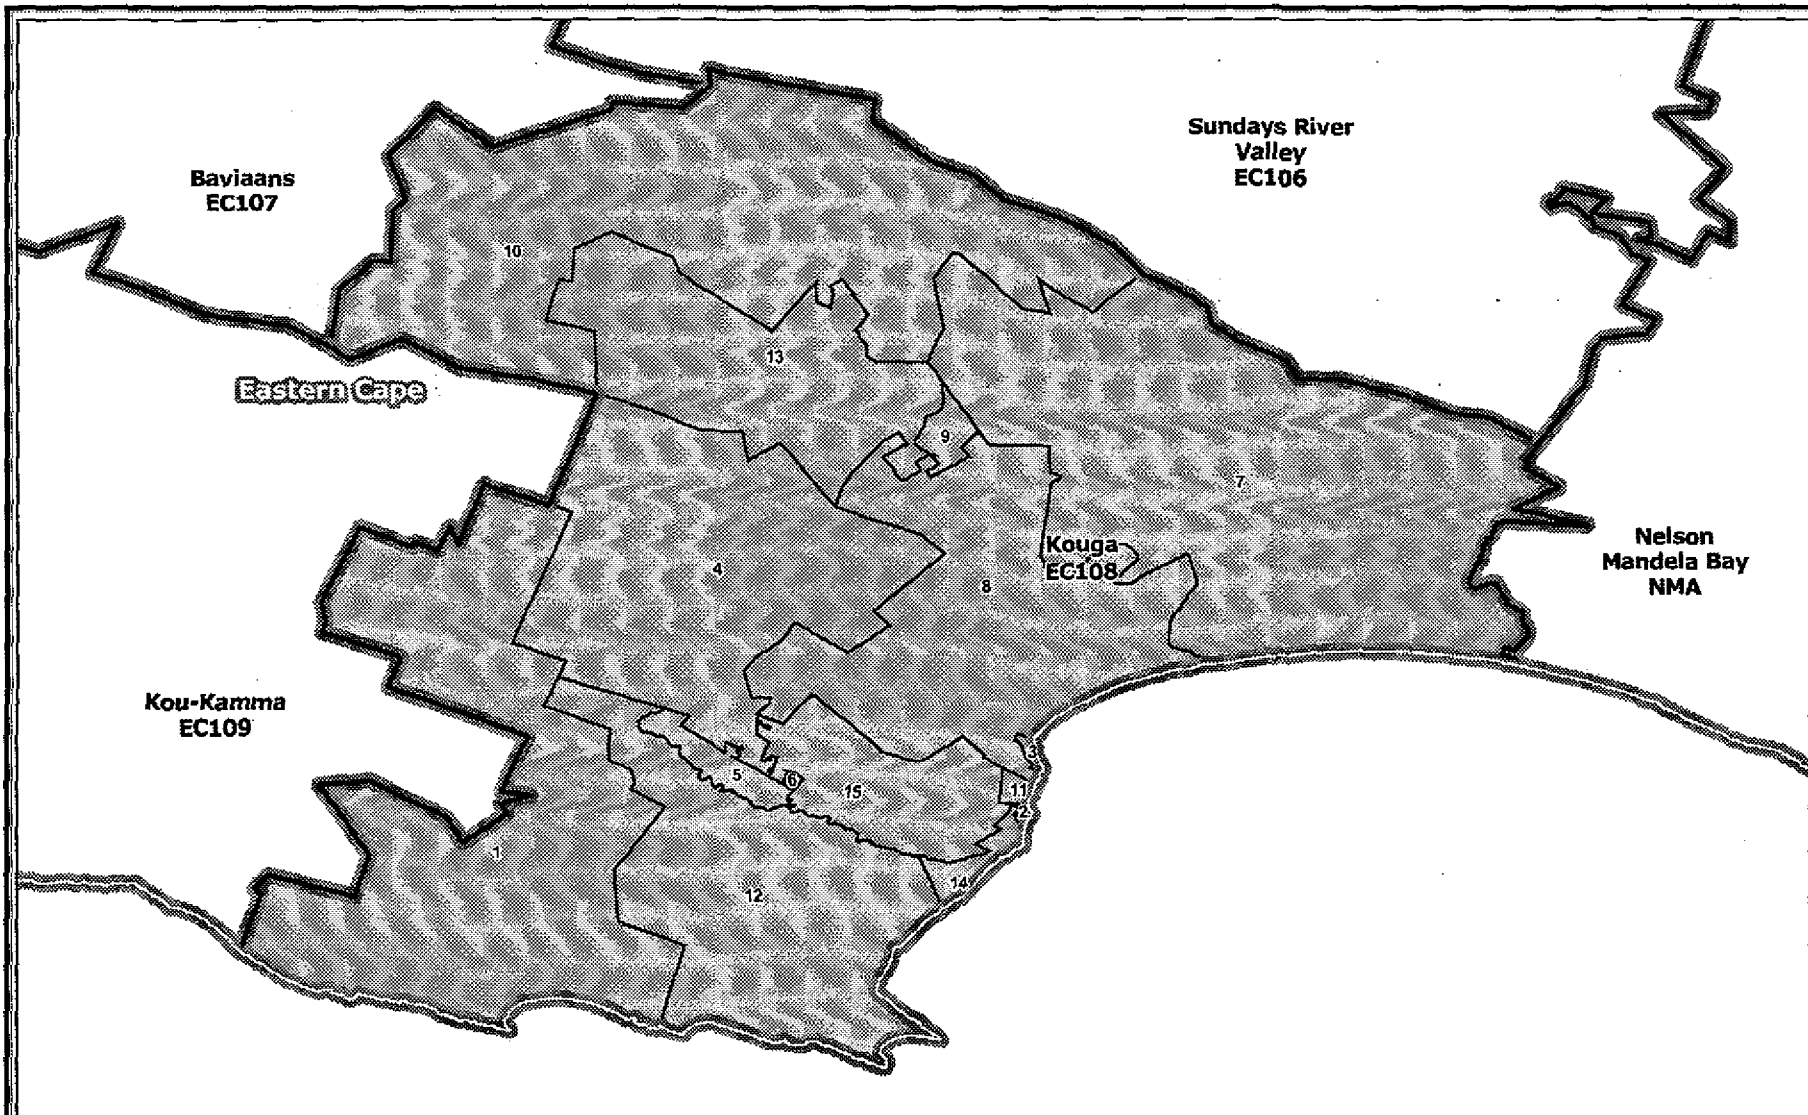 Sundays River
Valley
EC106
Baviaans
EC107
10
13
Eastern Cape
9
7
Nelson
Mandela Bay
NMA
Kouga
EC108
4
8
Kou-Kamma
EC109
3
5
6
15
11
2
1
12
14